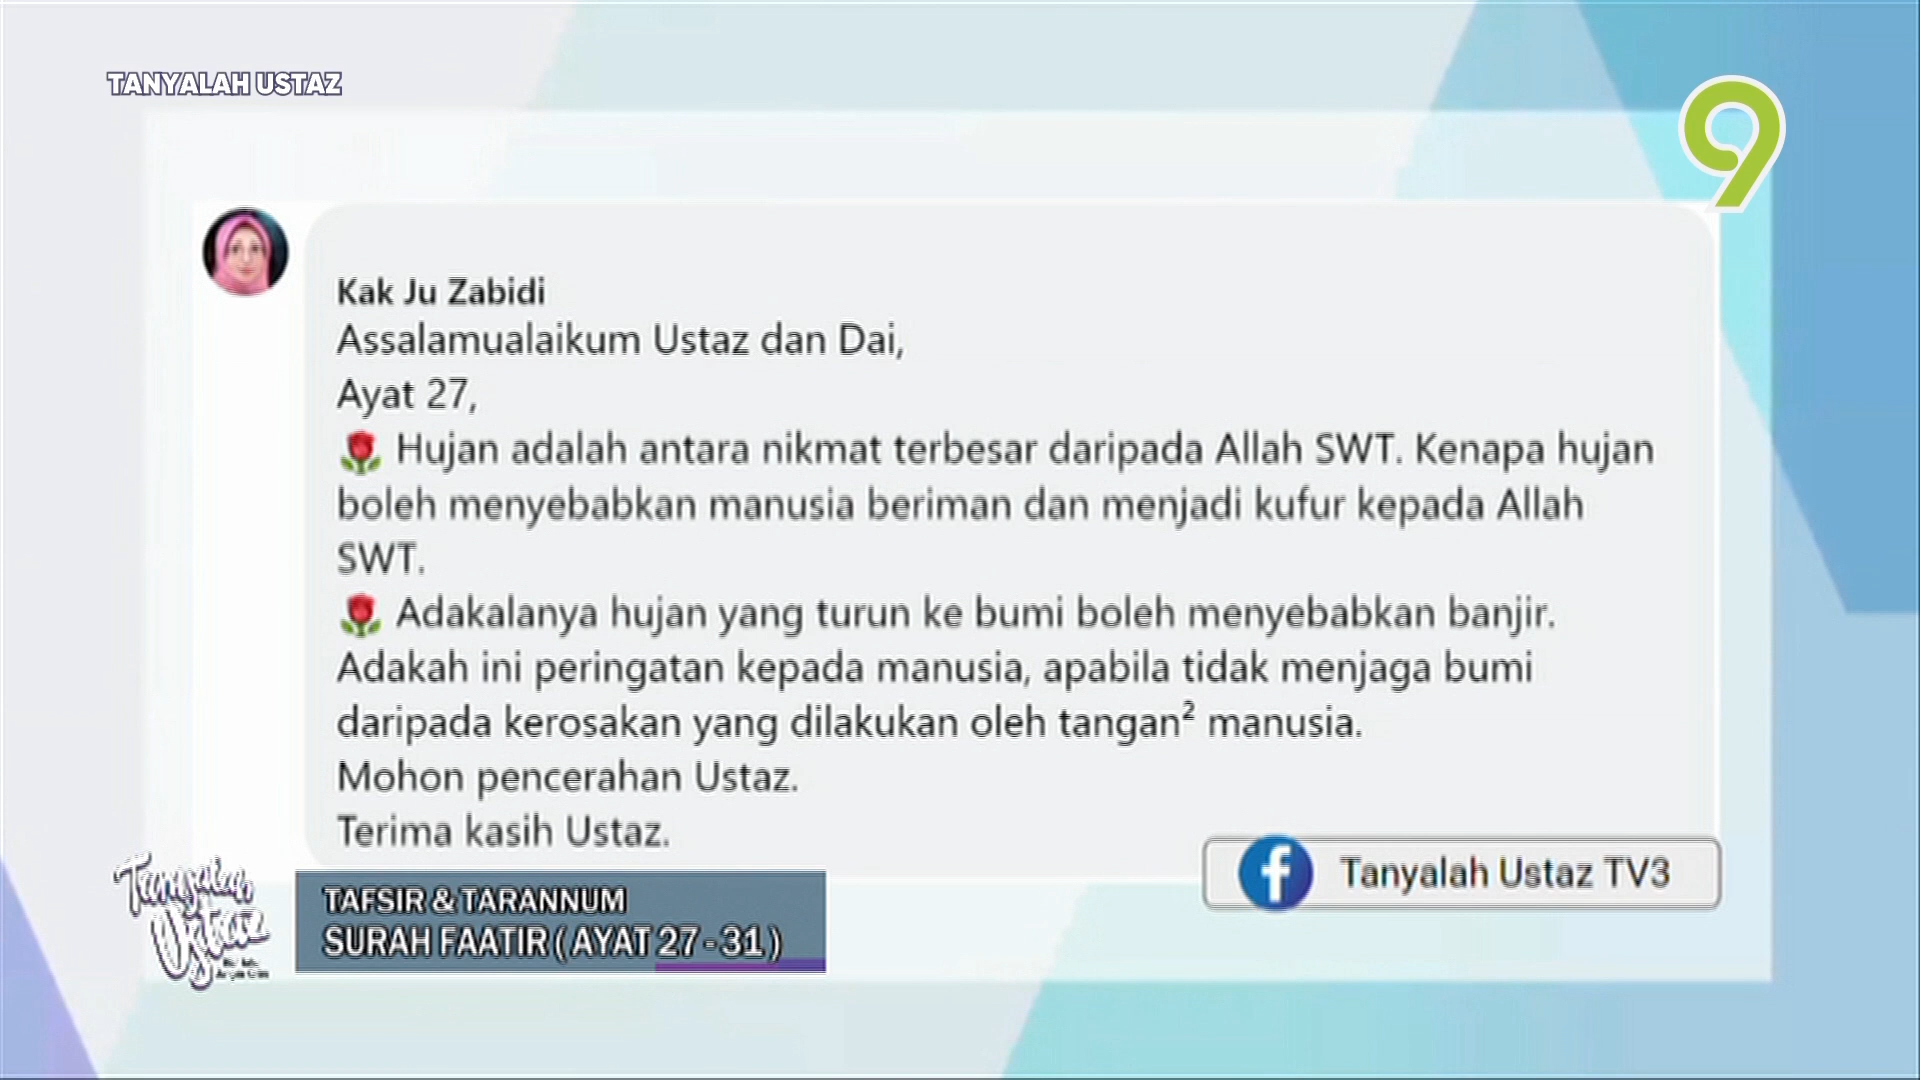 TANYALAH USTAZ
9
Kak Ju Zabidi
Assalamualaikum Ustaz dan Dai,
Ayat 27,
🌹 Hujan adalah antara nikmat terbesar daripada Allah SWT. Kenapa hujan
boleh menyebabkan manusia beriman dan menjadi kufur kepada Allah
SWT.
🌹 Adakalanya hujan yang turun ke bumi boleh menyebabkan banjir.
Adakah ini peringatan kepada manusia, apabila tidak menjaga bumi
daripada kerosakan yang dilakukan oleh tangan² manusia.
Mohon pencerahan Ustaz.
Terima kasih Ustaz.
Tanyalah Ustaz TV3
Tanyalah
Ustaz
TAFSIR & TARANNUM
SURAH FAATIR ( AYAT 27 - 31 )